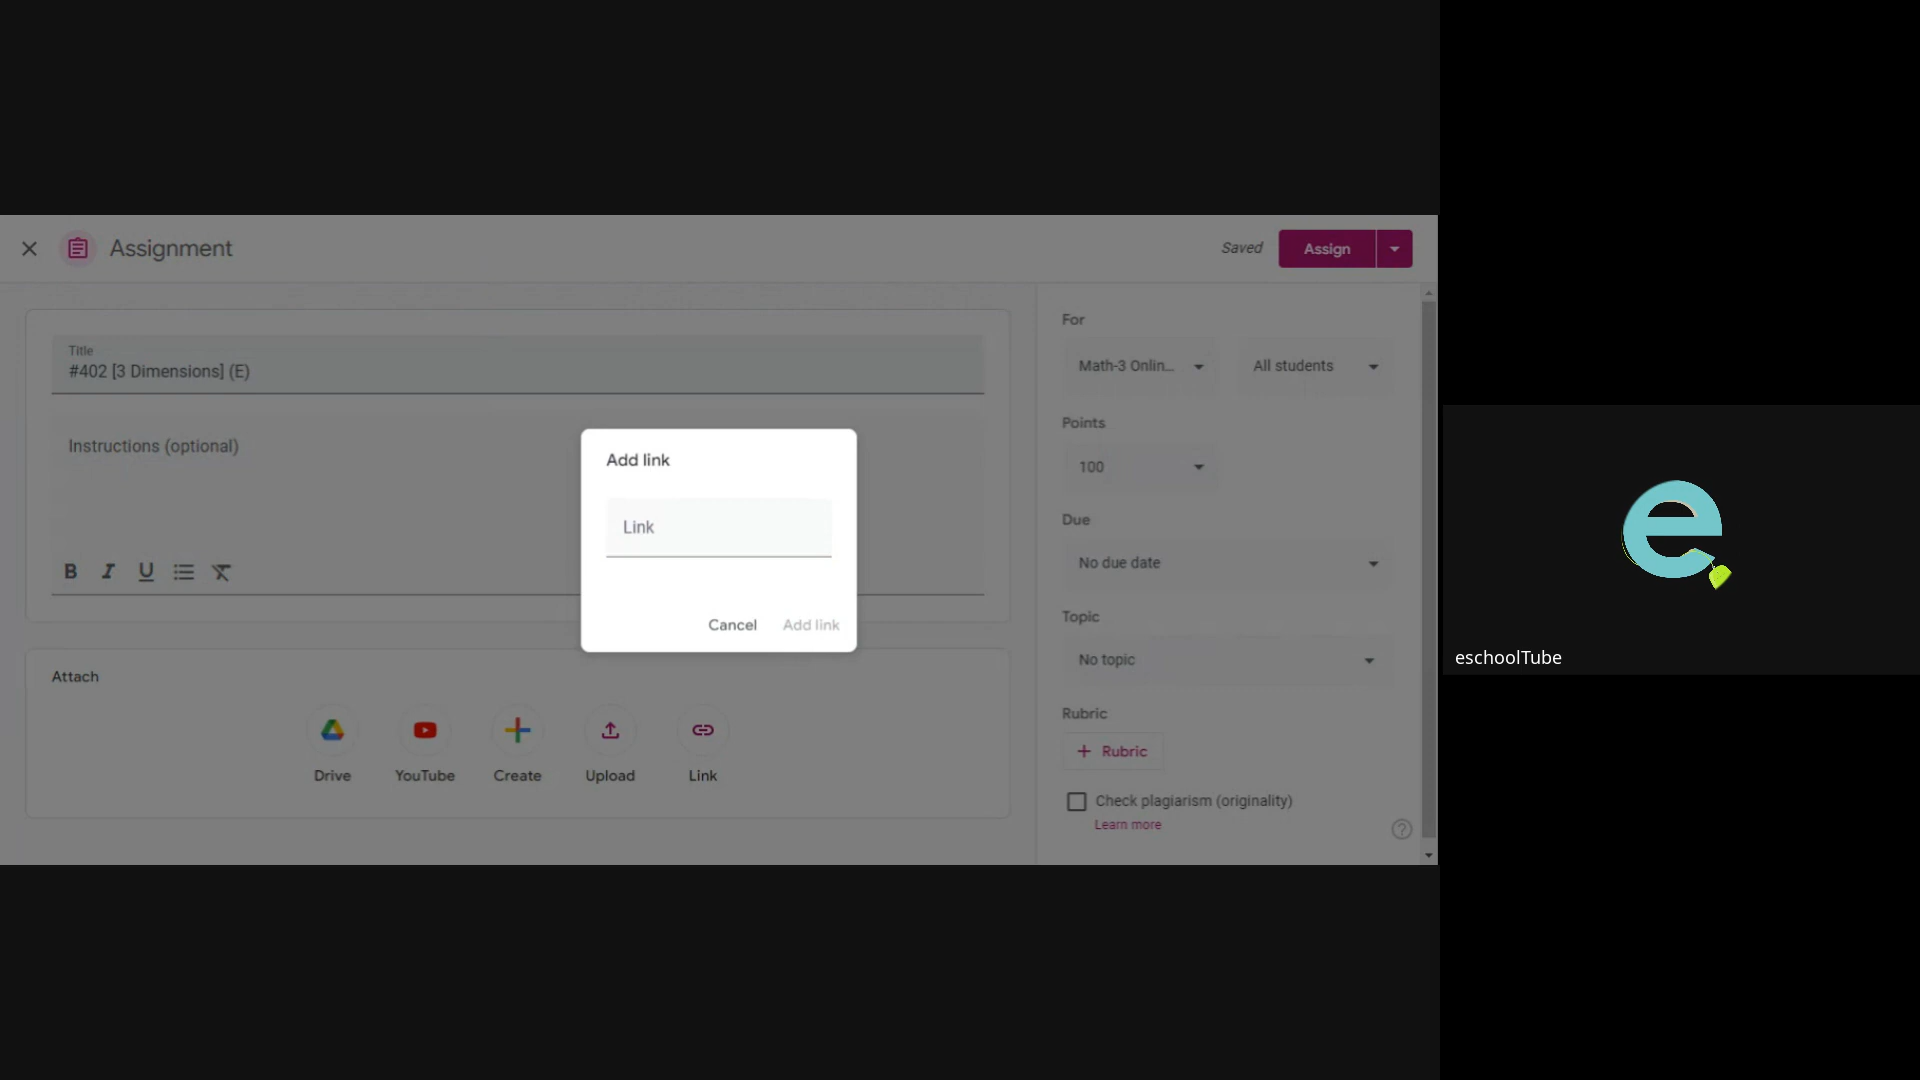 Assignment
Saved
Assign
Title
#402 [3 Dimensions] (E)
Instructions (optional)
B I U
Add link
Link
Cancel
Add link
Attach
Drive
YouTube
Create
Upload
Link
For
Math-3 Onlin...
All students
Points
100
Due
No due date
Topic
No topic
Rubric
+ Rubric
Check plagiarism (originality)
Learn more
e
eschoolTube